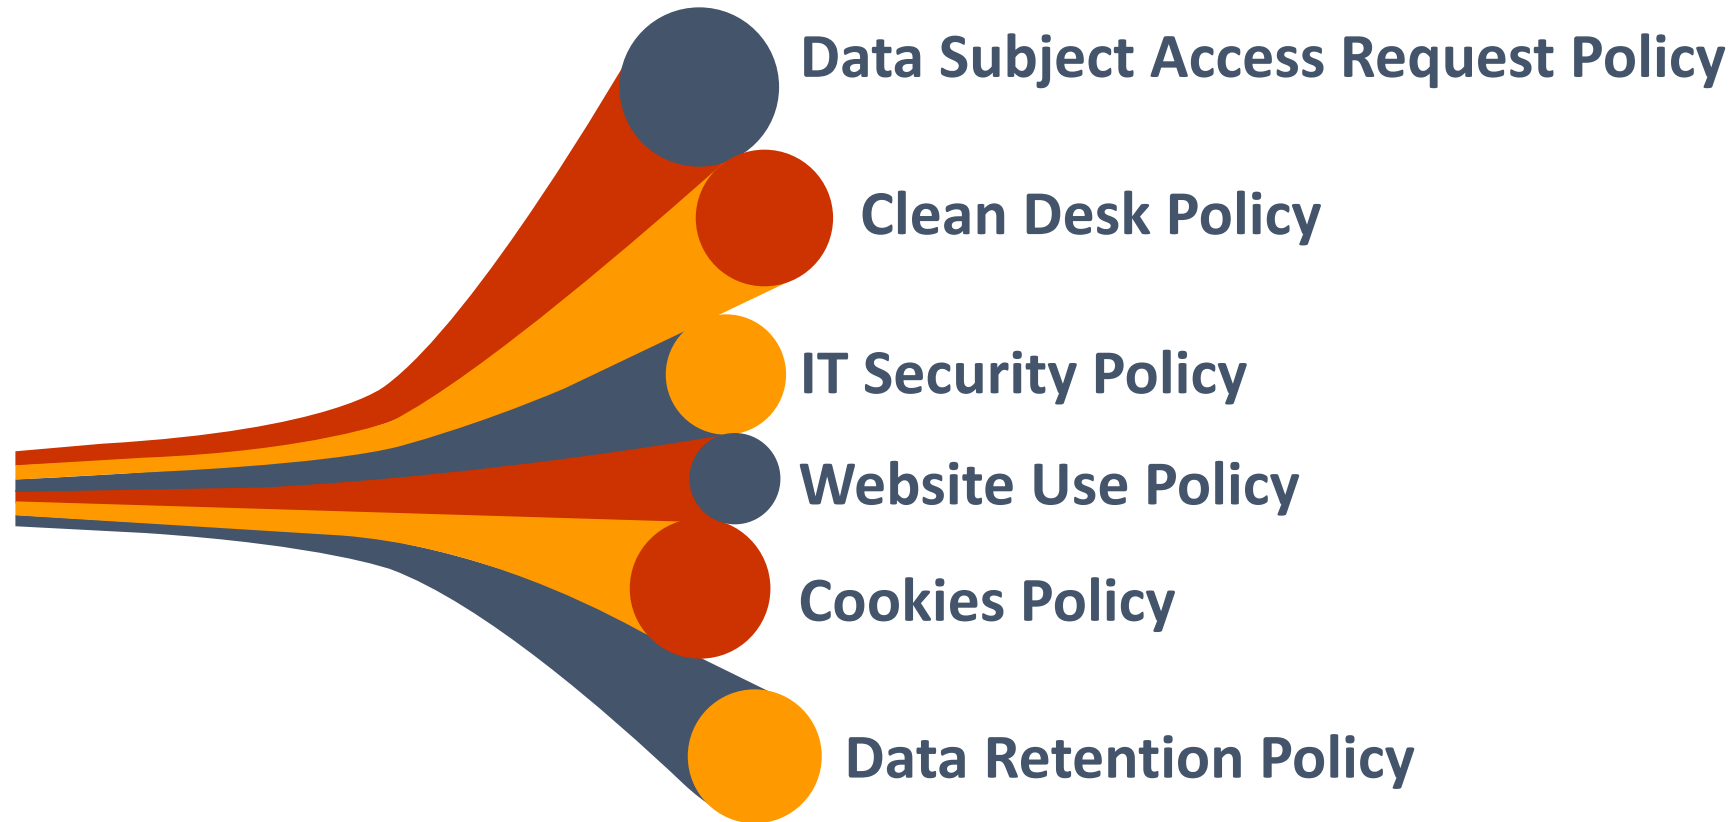 Data Subject Access Request Policy
Clean Desk Policy
IT Security Policy
Website Use Policy
Cookies Policy
Data Retention Policy